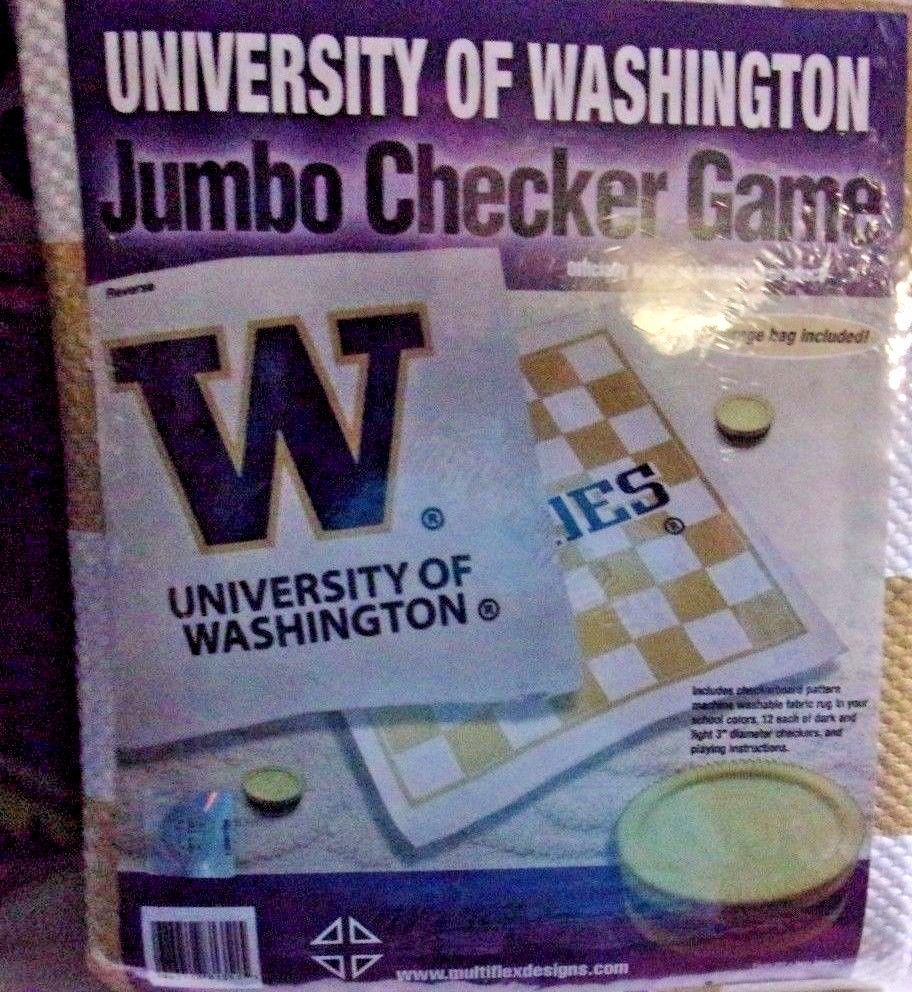 UNIVERSITY OF WASHINGTON
Jumbo Checker Game
officially
bag included!
Reverse
W®
UNIVERSITY OF
WASHINGTON®
IES®
Includes checkerboard pattern
machine washable fabric rug in your
school colors, 12 each of dark and
light 3" diameter checkers, and
playing instructions.
www.multiflexdesigns.com